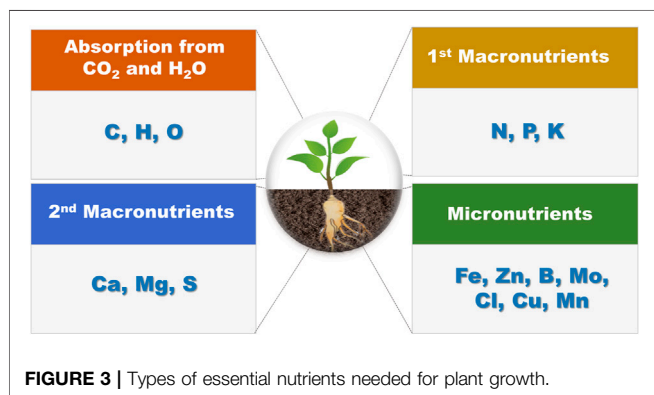 Absorption from
CO₂ and H₂O
C, H, O
1st Macronutrients
N, P, K
2nd Macronutrients
Ca, Mg, S
Micronutrients
Fe, Zn, B, Mo,
Cl, Cu, Mn
FIGURE 3 | Types of essential nutrients needed for plant growth.